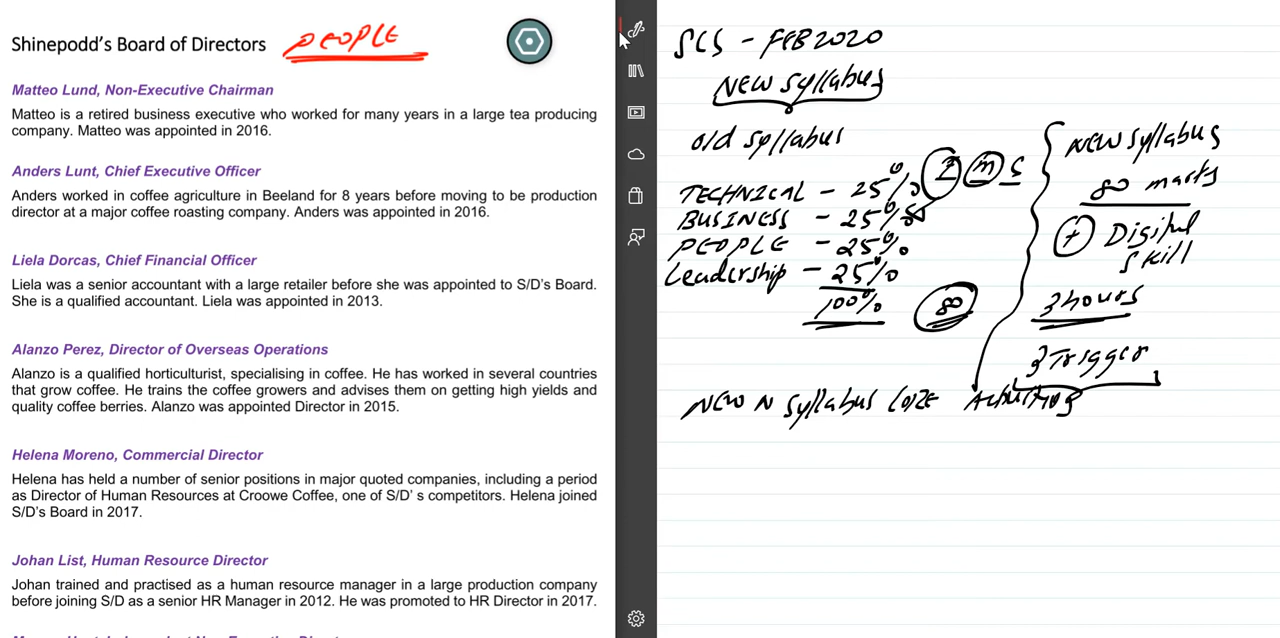 Shinepodd's Board of Directors PEOPLE
Matteo Lund, Non-Executive Chairman
Matteo is a retired business executive who worked for many years in a large tea producing
company. Matteo was appointed in 2016.
Anders Lunt, Chief Executive Officer
Anders worked in coffee agriculture in Beeland for 8 years before moving to be production
director at a major coffee roasting company. Anders was appointed in 2016.
Liela Dorcas, Chief Financial Officer
Liela was a senior accountant with a large retailer before she was appointed to S/D's Board.
She is a qualified accountant. Liela was appointed in 2013.
Alanzo Perez, Director of Overseas Operations
Alanzo is a qualified horticulturist, specialising in coffee. He has worked in several countries
that grow coffee. He trains the coffee growers and advises them on getting high yields and
quality coffee berries. Alanzo was appointed Director in 2015.
Helena Moreno, Commercial Director
Helena has held a number of senior positions in major quoted companies, including a period
as Director of Human Resources at Croowe Coffee, one of S/D' s competitors. Helena joined
S/D's Board in 2017.
Johan List, Human Resource Director
Johan trained and practised as a human resource manager in a large production company
before joining S/D as a senior HR Manager in 2012. He was promoted to HR Director in 2017.
SCS - FEB 2020
NEW syllabus
old syllabus
TECHNICAL - 25%
BUSINESS - 25%
PEOPLE - 25%
Leadership - 25%
100% 80
NEW syllabus
80 marks
+ Digital
skill
3 hours
3 Trigger
NEW N syllabus CORE